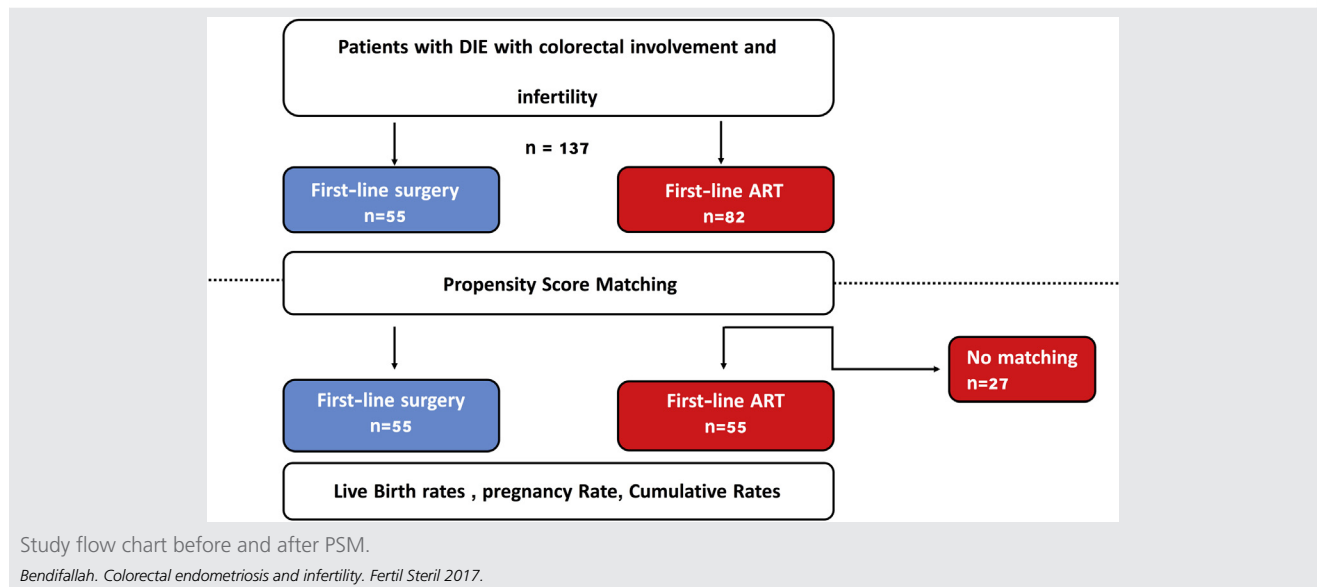 Patients with DIE with colorectal involvement and
infertility
n = 137
First-line surgery
n=55
First-line ART
n=82
Propensity Score Matching
First-line surgery
n=55
First-line ART
n=55
No matching
n=27
Live Birth rates , pregnancy Rate, Cumulative Rates
Study flow chart before and after PSM.
Bendifallah. Colorectal endometriosis and infertility. Fertil Steril 2017.